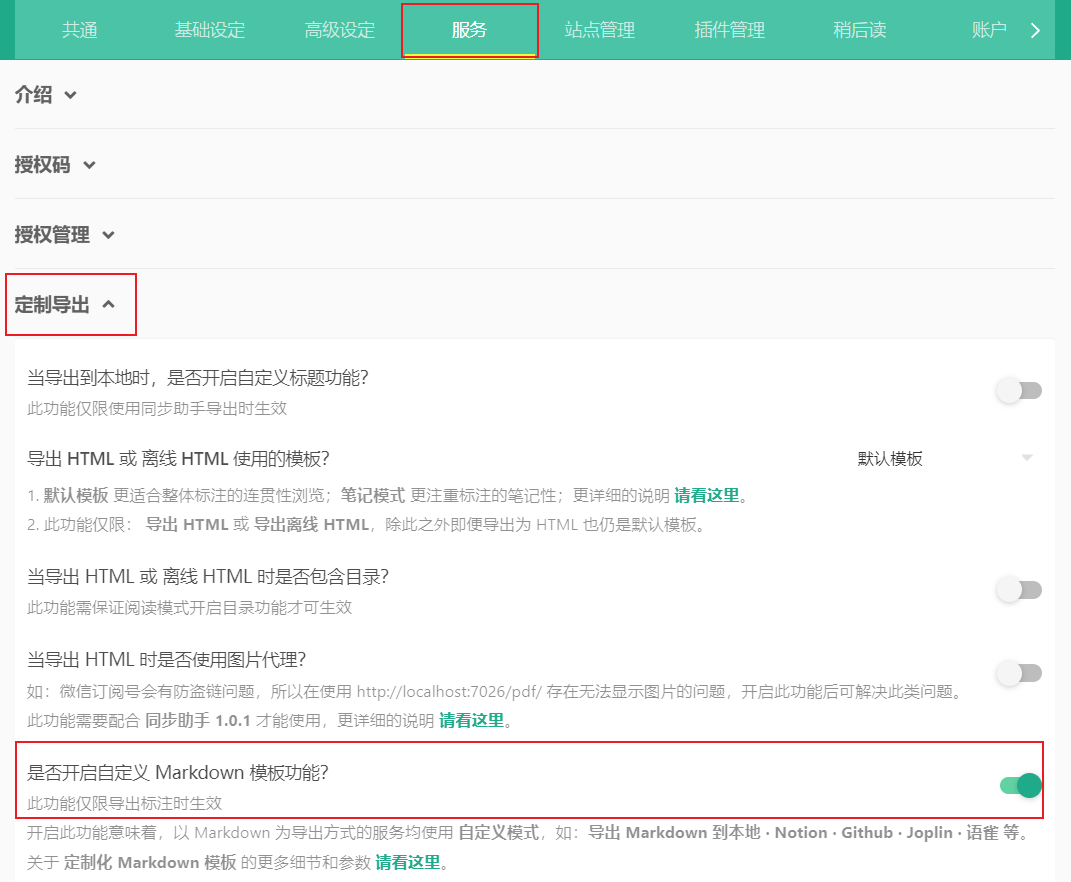 共通 基础设定 高级设定 服务 站点管理 插件管理 稍后读 账户
介绍
授权码
授权管理
定制导出
当导出到本地时，是否开启自定义标题功能？
此功能仅限使用同步助手导出时生效
导出 HTML 或 离线 HTML 使用的模板？ 默认模板
1. 默认模板 更适合整体标注的连贯性浏览；笔记模式 更注重标注的笔记性；更详细的说明 请看这里。
2. 此功能仅限： 导出 HTML 或 导出离线 HTML，除此之外即便导出为 HTML 也仍是默认模板。
当导出 HTML 或 离线 HTML 时是否包含目录？
此功能需保证阅读模式开启目录功能才可生效
当导出 HTML 时是否使用图片代理？
如：微信订阅号会有防盗链问题，所以在使用 http://localhost:7026/pdf/ 存在无法显示图片的问题，开启此功能后可解决此类问题。
此功能需要配合 同步助手 1.0.1 才能使用，更详细的说明 请看这里。
是否开启自定义 Markdown 模板功能？
此功能仅限导出标注时生效
开启此功能意味着，以 Markdown 为导出方式的服务均使用 自定义模式，如：导出 Markdown 到本地 · Notion · Github · Joplin · 语雀 等。
关于 定制化 Markdown 模板 的更多细节和参数 请看这里。